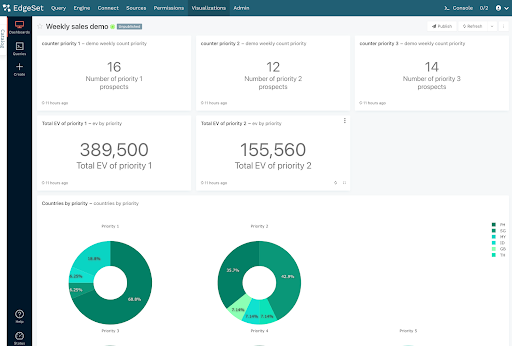 EdgeSet Query Engine Connect Sources Permissions Visualizations Admin Console 0/2
Catalog
Dashboards
Queries
Create
Help
Status
Weekly sales demo Unpublished Publish Refresh
counter priority 1 – demo weekly count priority
16
Number of priority 1
prospects
11 hours ago
counter priority 2 – demo weekly count priority
12
Number of priority 2
prospects
11 hours ago
counter priority 3 – demo weekly count priority
14
Number of priority 3
prospects
11 hours ago
Total EV of priority 1 – ev by priority
389,500
Total EV of priority 1
11 hours ago
Total EV of priority 2 – ev by priority
155,560
Total EV of priority 2
11 hours ago
Countries by priority – countries by priority
Priority 1
18.8%
6.25%
6.25%
68.8%
Priority 2
35.7%
42.9%
7.14%
7.14%
7.14%
PH
SG
MY
ID
GB
TH
Priority 3
Priority 4
Priority 5